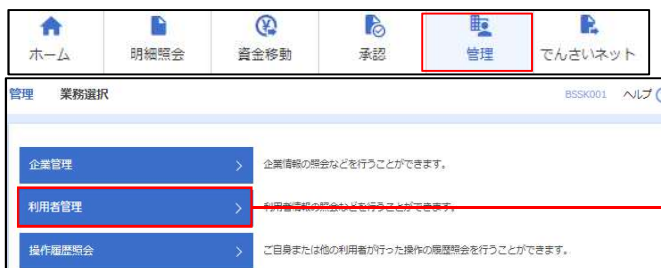 ホーム 明細照会 資金移動 承認 管理 でんさいネット
管理 業務選択 BSSK001 ヘルプ
企業管理 企業情報の照会などを行うことができます。
利用者管理 利用者情報の照会などを行うことができます。
操作履歴照会 ご自身または他の利用者が行った操作の履歴照会を行うことができます。